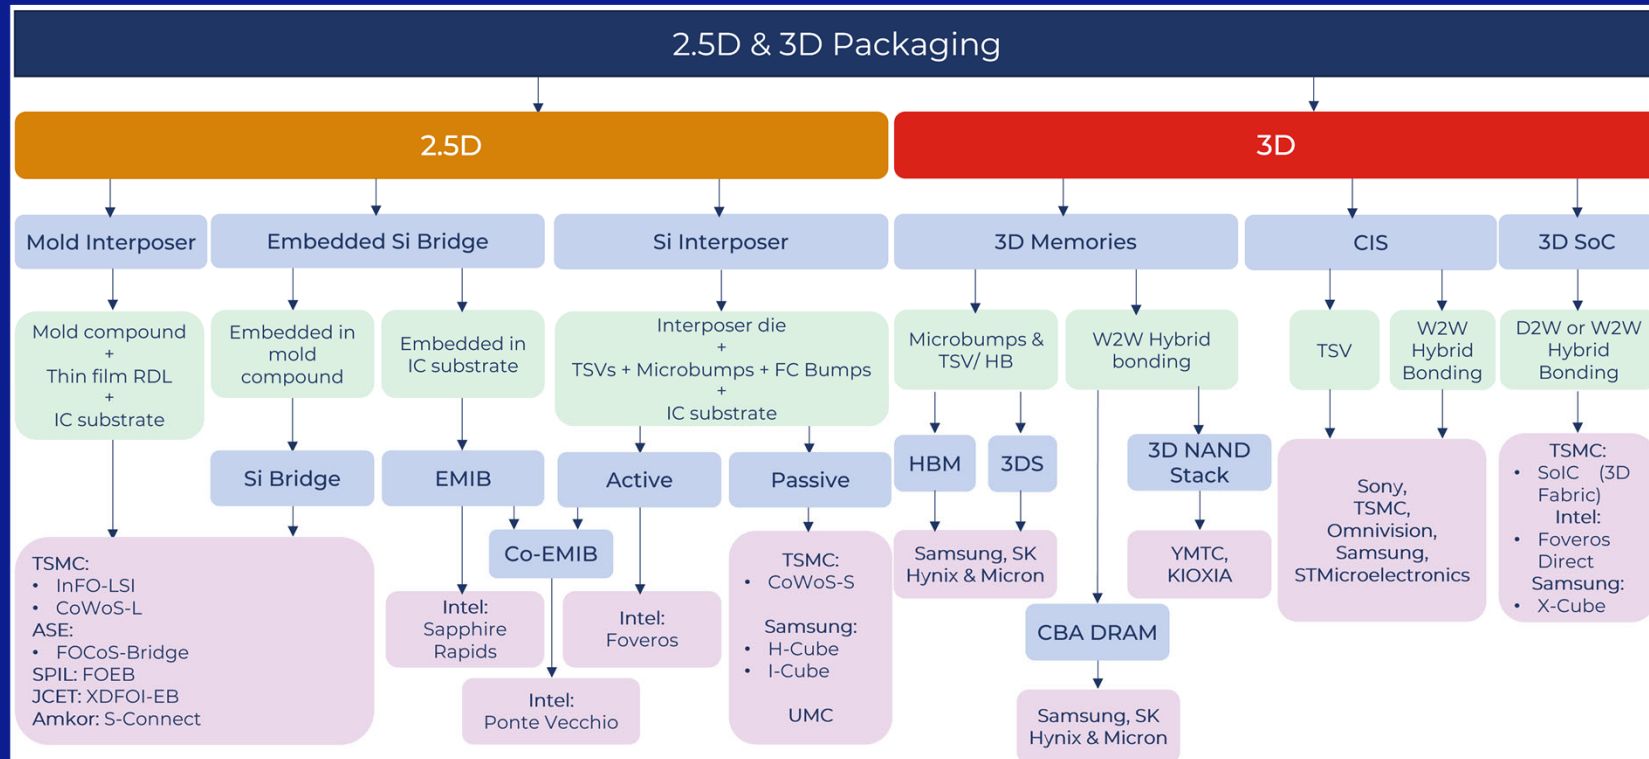 2.5D & 3D Packaging
2.5D
3D
Mold Interposer
Embedded Si Bridge
Si Interposer
3D Memories
CIS
3D SoC
Mold compound
+
Thin film RDL
+
IC substrate
Embedded in
mold
compound
Embedded in
IC substrate
Interposer die
+
TSVs + Microbumps + FC Bumps
+
IC substrate
Microbumps &
TSV/ HB
W2W Hybrid
bonding
TSV
W2W
Hybrid
Bonding
D2W or W2W
Hybrid
Bonding
Si Bridge
EMIB
Active
Passive
HBM
3DS
3D NAND
Stack
Co-EMIB
CBA DRAM
TSMC:
• InFO-LSI
• CoWoS-L
ASE:
• FOCoS-Bridge
SPIL: FOEB
JCET: XDFOI-EB
Amkor: S-Connect
Intel:
Sapphire
Rapids
Intel:
Ponte Vecchio
Intel:
Foveros
TSMC:
• CoWoS-S
Samsung:
• H-Cube
• I-Cube
UMC
Samsung, SK
Hynix & Micron
YMTC,
KIOXIA
Samsung, SK
Hynix & Micron
Sony,
TSMC,
Omnivision,
Samsung,
STMicroelectronics
TSMC:
• SoIC (3D
Fabric)
Intel:
• Foveros
Direct
Samsung:
• X-Cube